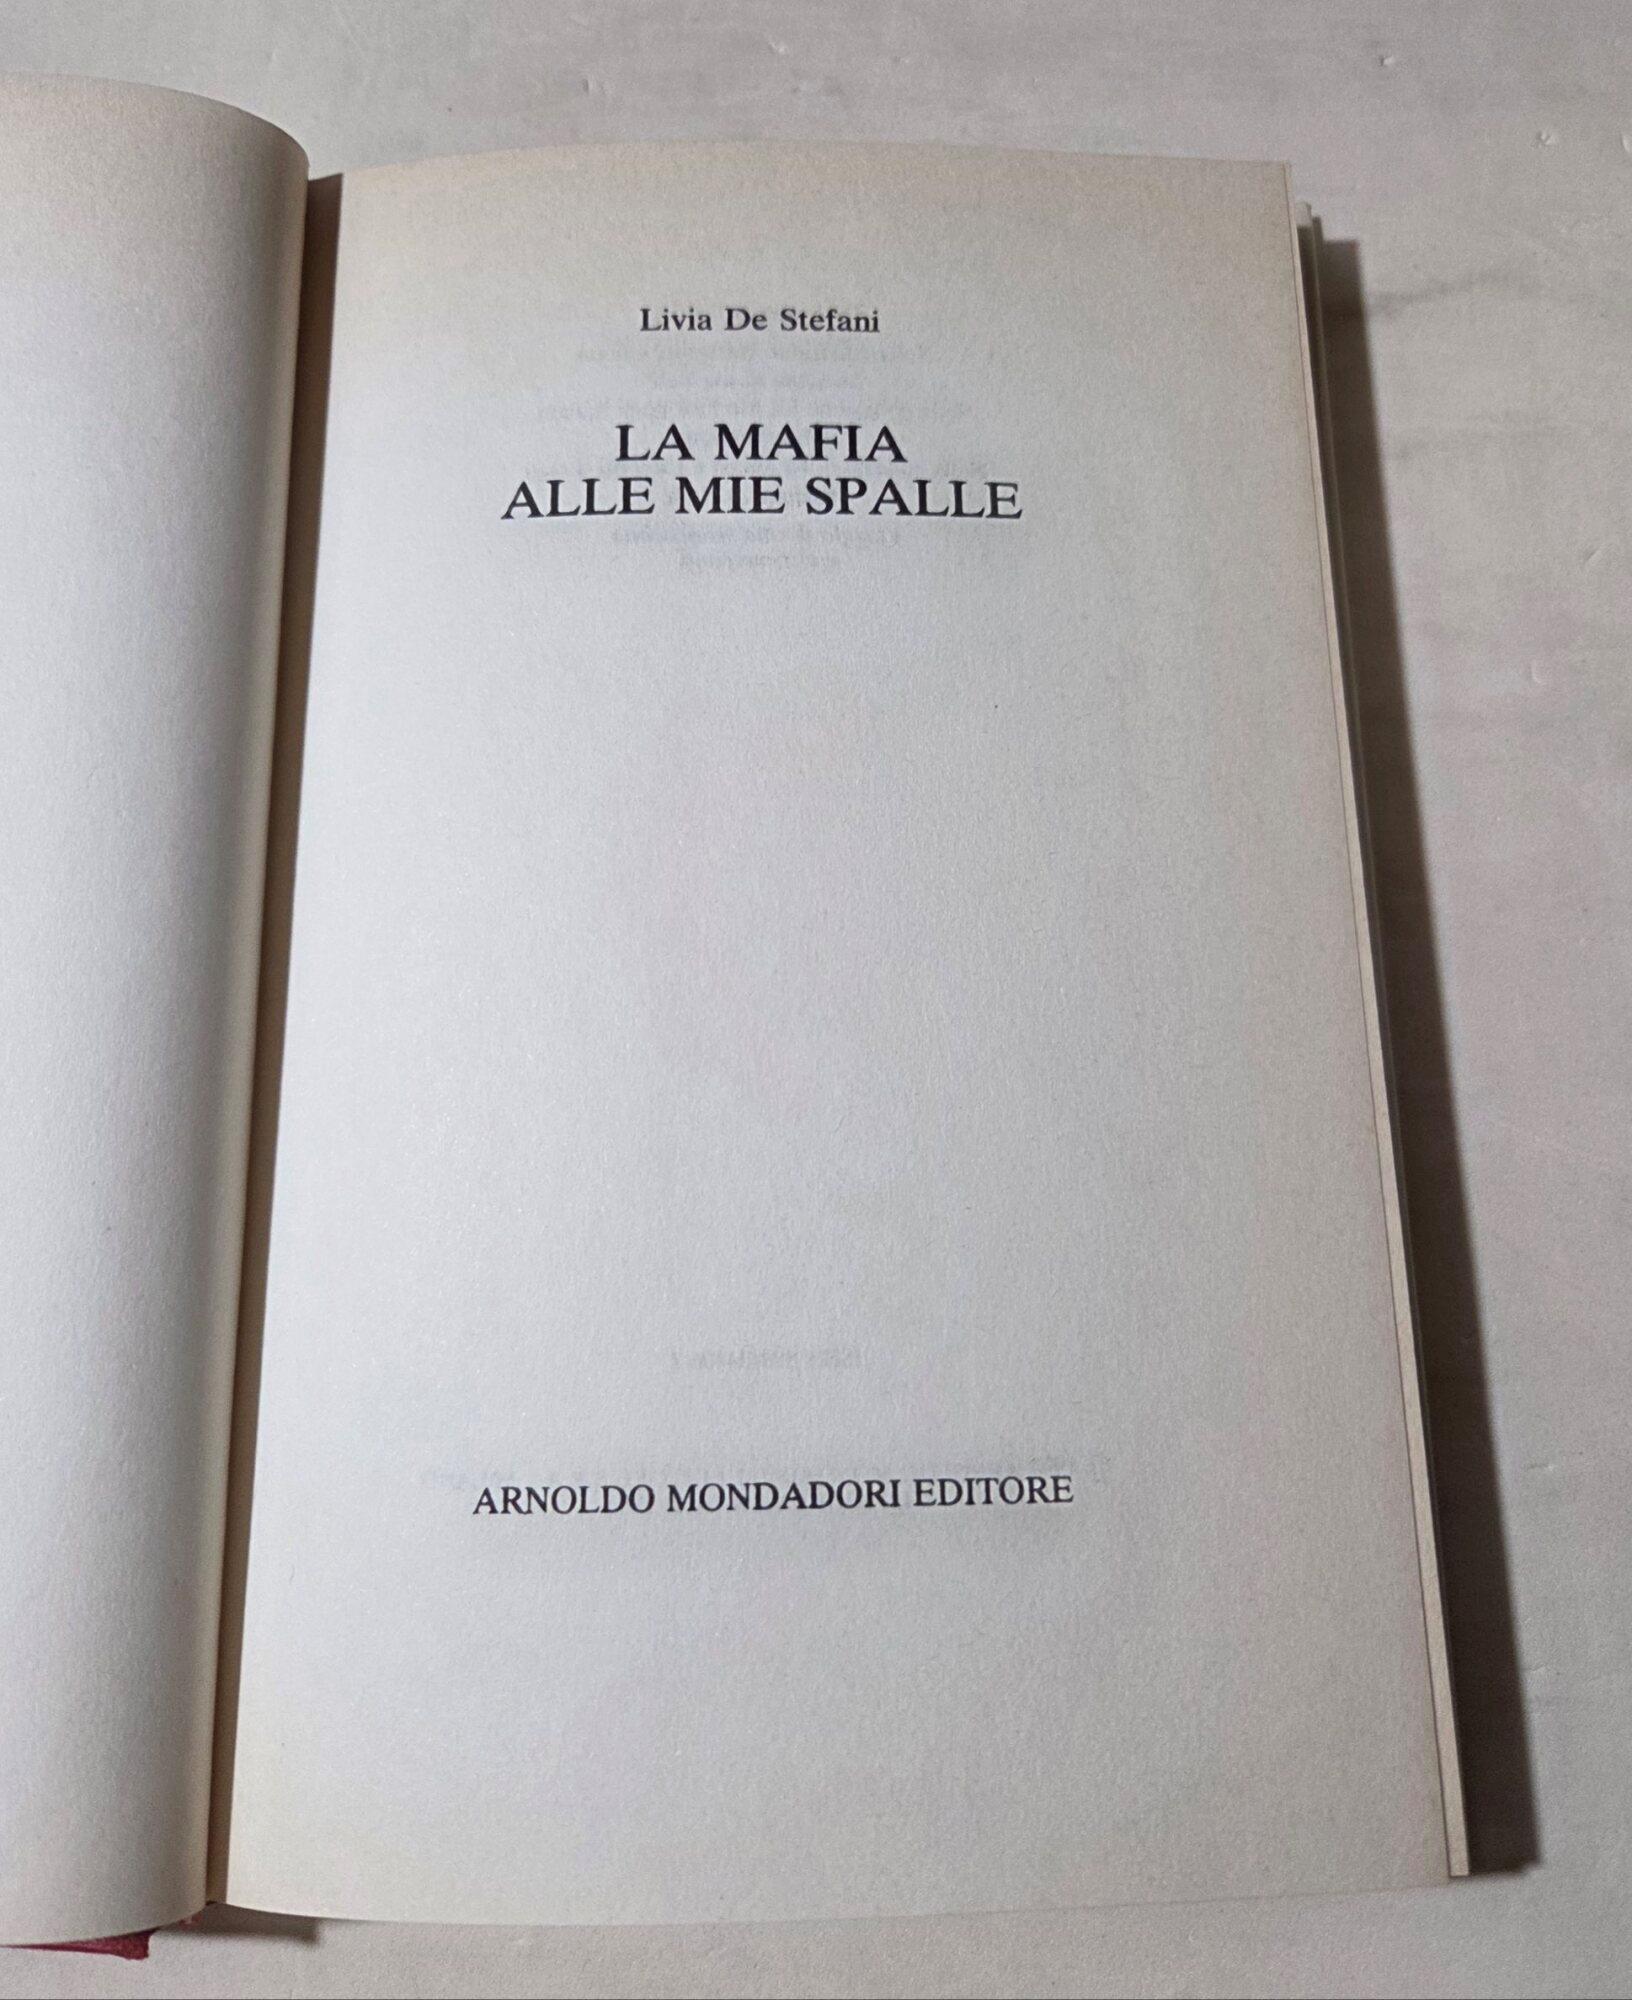 Livia De Stefani
LA MAFIA
ALLE MIE SPALLE
ARNOLDO MONDADORI EDITORE